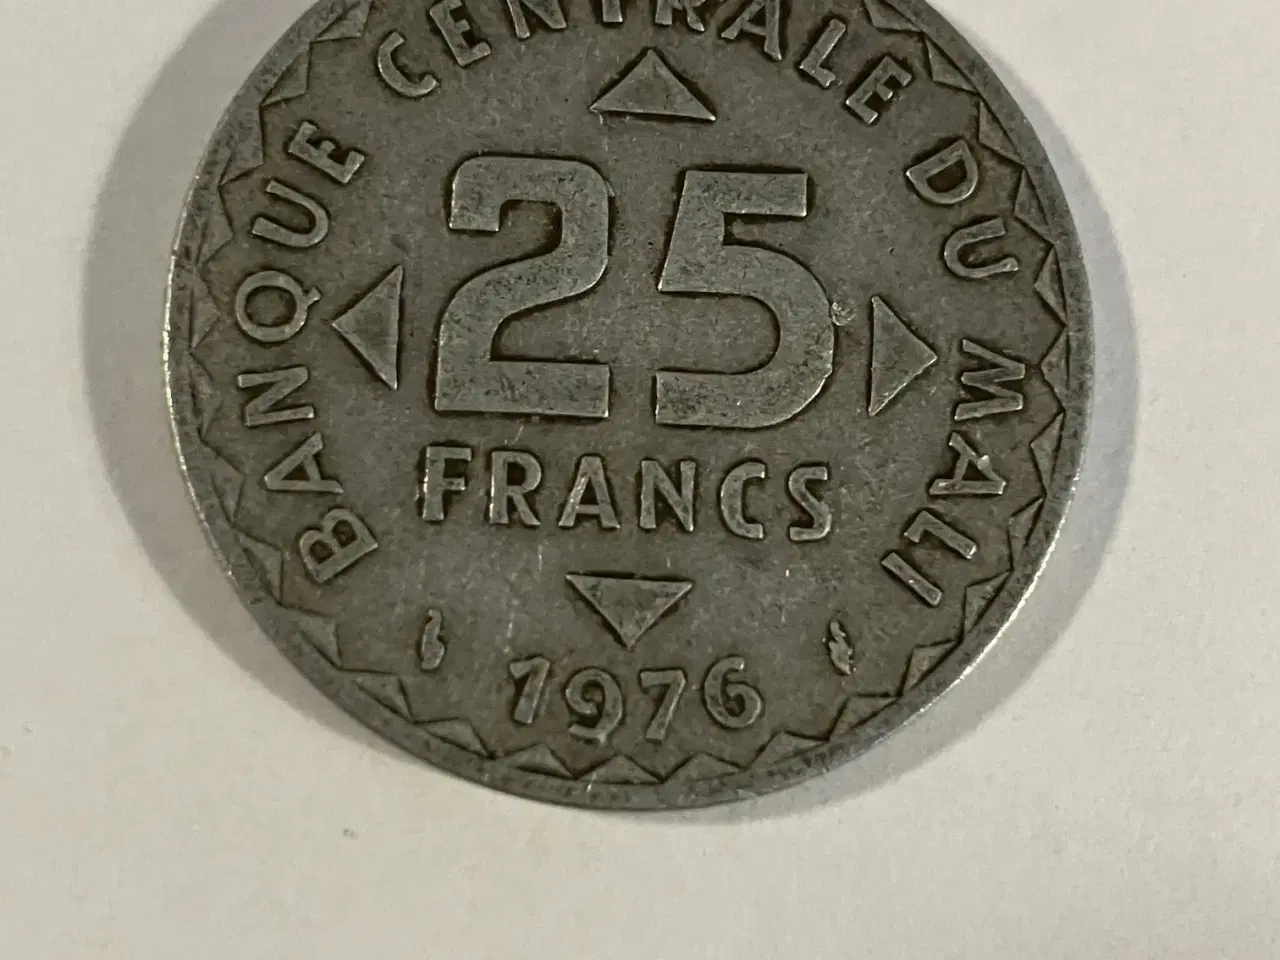 BANQUE CENTRALE DU MALI
25
FRANCS
1976